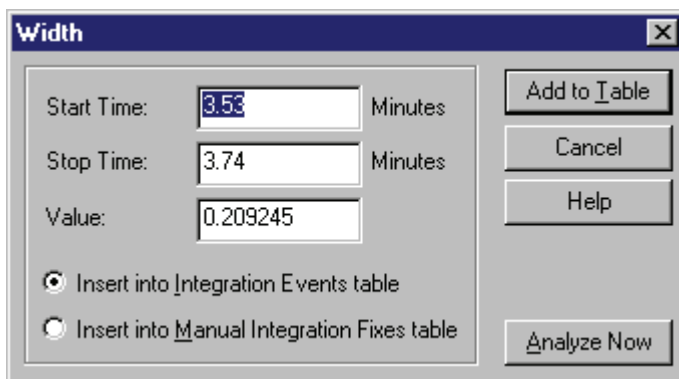 Width
Start Time: 3.53 Minutes
Stop Time: 3.74 Minutes
Value: 0.209245
Insert into Integration Events table
Insert into Manual Integration Fixes table
Add to Table
Cancel
Help
Analyze Now